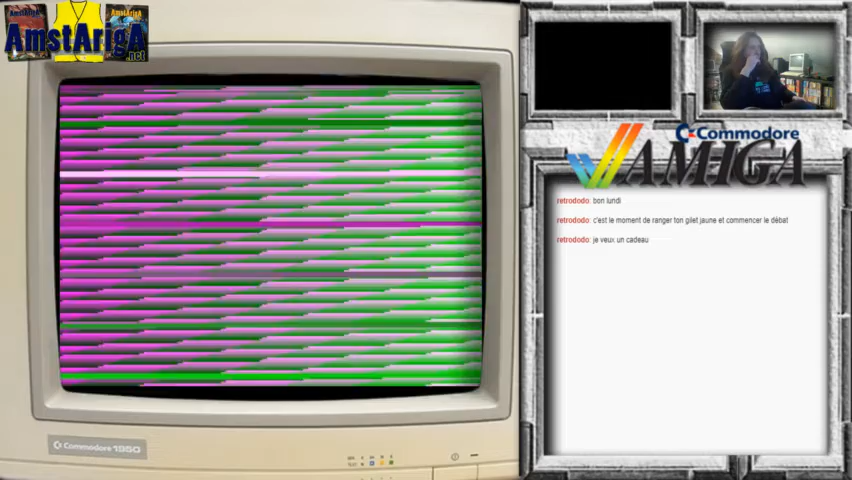 AmstArigA
.net
Commodore
AMIGA
retrododo: bon lundi
retrododo: c'est le moment de ranger ton gilet jaune et commencer le débat
retrododo: je veux un cadeau
Commodore 1950